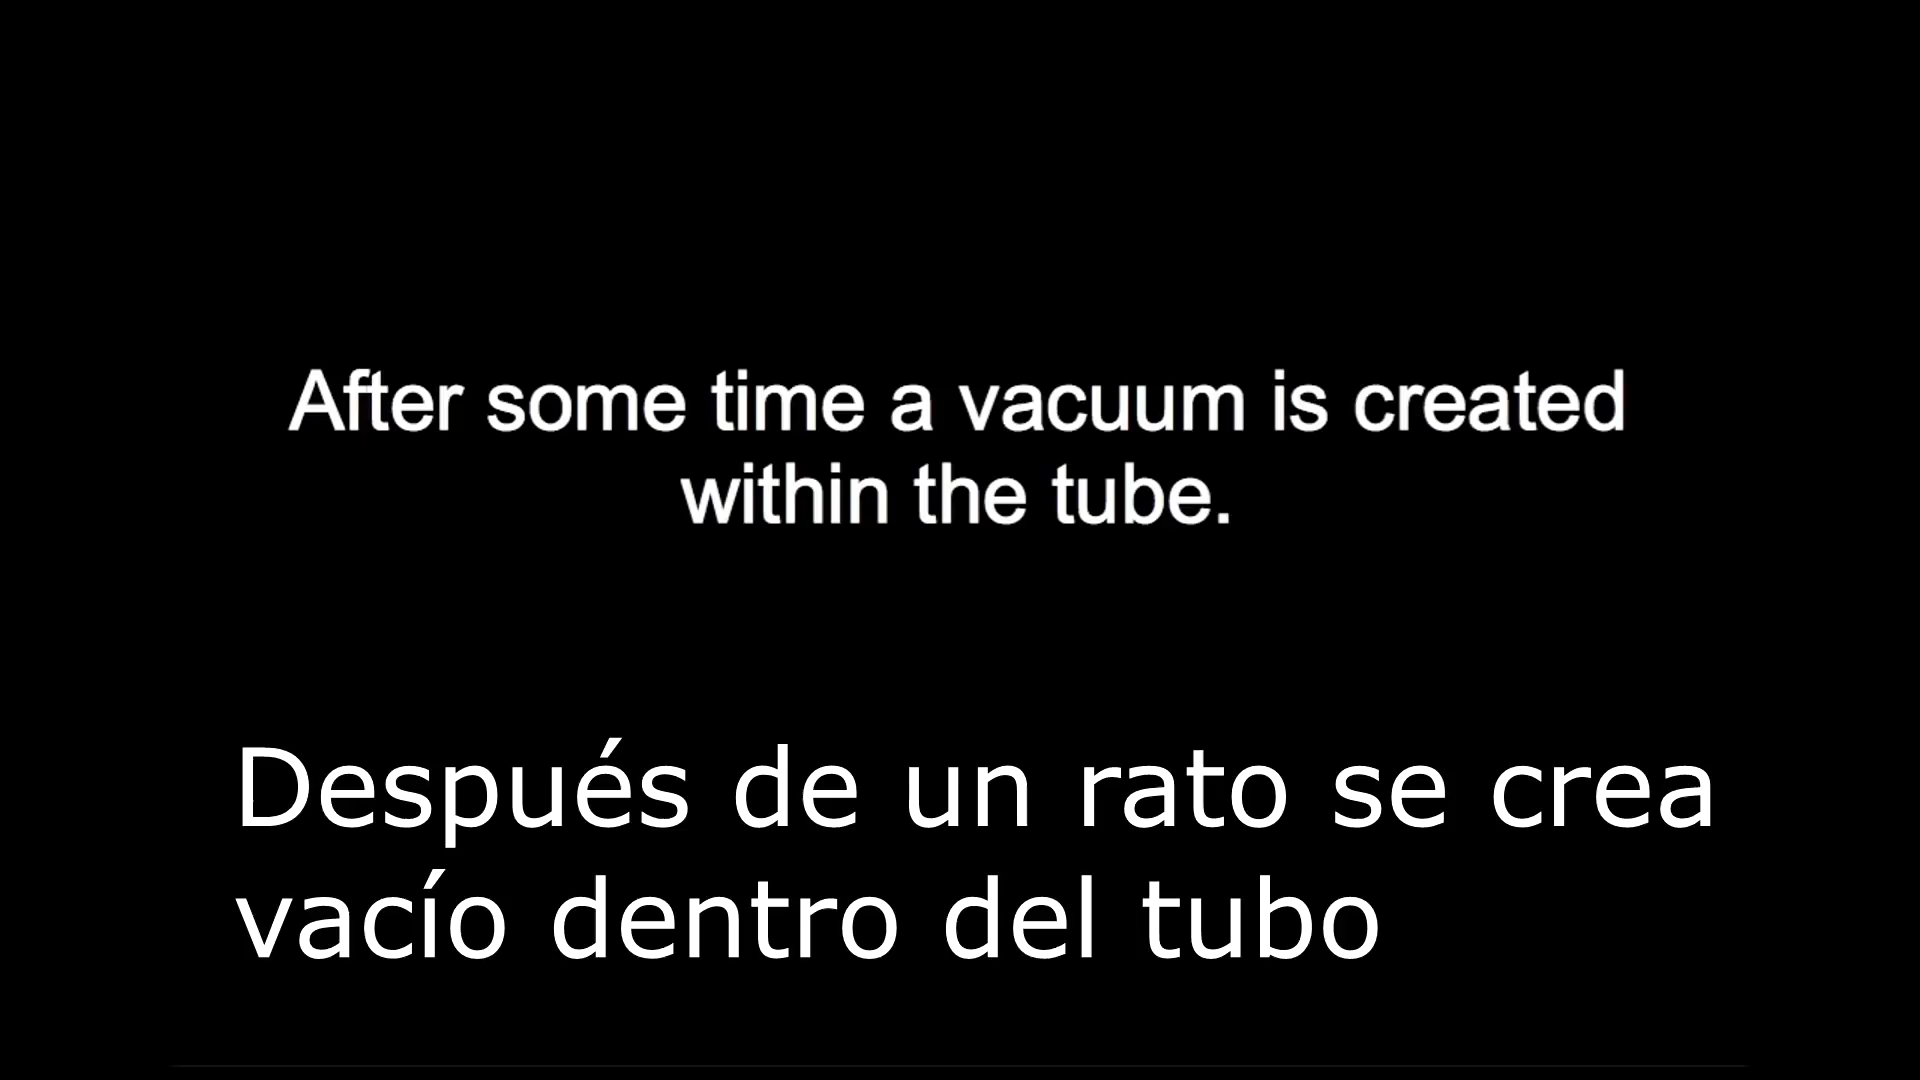 After some time a vacuum is created
within the tube.
Después de un rato se crea
vacío dentro del tubo